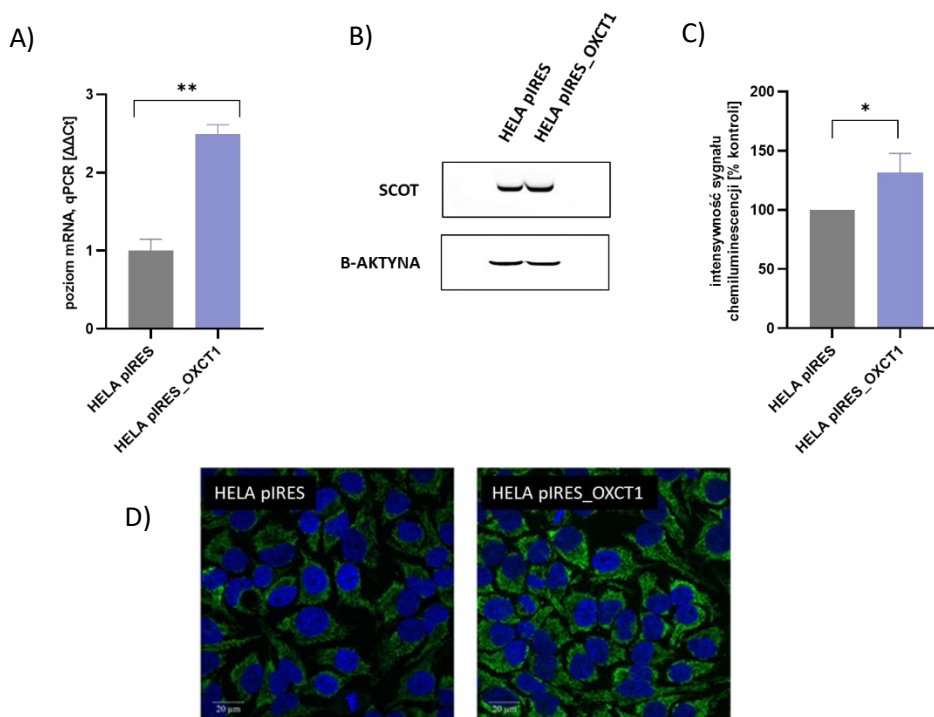 A)
poziom mRNA, qPCR [ΔΔCt]
3
2
1
0
**
HELA pIRES
HELA pIRES_OXCT1
B)
HELA pIRES
HELA pIRES_OXCT1
SCOT
B-AKTYNA
C)
intensywność sygnału
chemiluminescencji [% kontroli]
200
150
100
50
0
*
HELA pIRES
HELA pIRES_OXCT1
D)
HELA pIRES
20 µm
HELA pIRES_OXCT1
20 µm